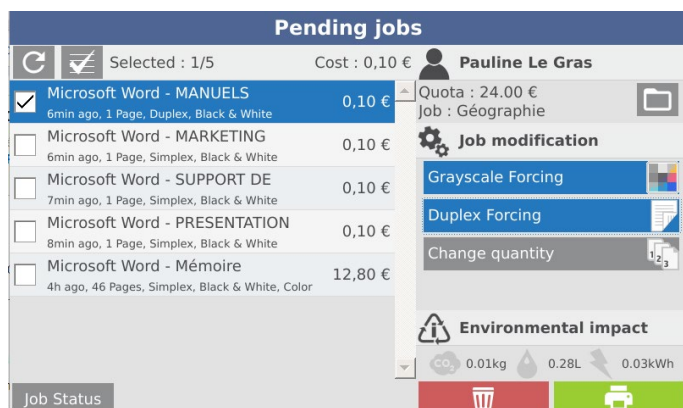 Pending jobs
Selected : 1/5
Cost : 0,10 €
Pauline Le Gras
Microsoft Word - MANUELS
6min ago, 1 Page, Duplex, Black & White
0,10 €
Microsoft Word - MARKETING
6min ago, 1 Page, Simplex, Black & White
0,10 €
Microsoft Word - SUPPORT DE
7min ago, 1 Page, Simplex, Black & White
0,10 €
Microsoft Word - PRESENTATION
8min ago, 1 Page, Simplex, Black & White
0,10 €
Microsoft Word - Mémoire
4h ago, 46 Pages, Simplex, Black & White, Color
12,80 €
Quota : 24.00 €
Job : Géographie
Job modification
Grayscale Forcing
Duplex Forcing
Change quantity
1 2 3
Environmental impact
CO2 0.01kg
0.28L
0.03kWh
Job Status